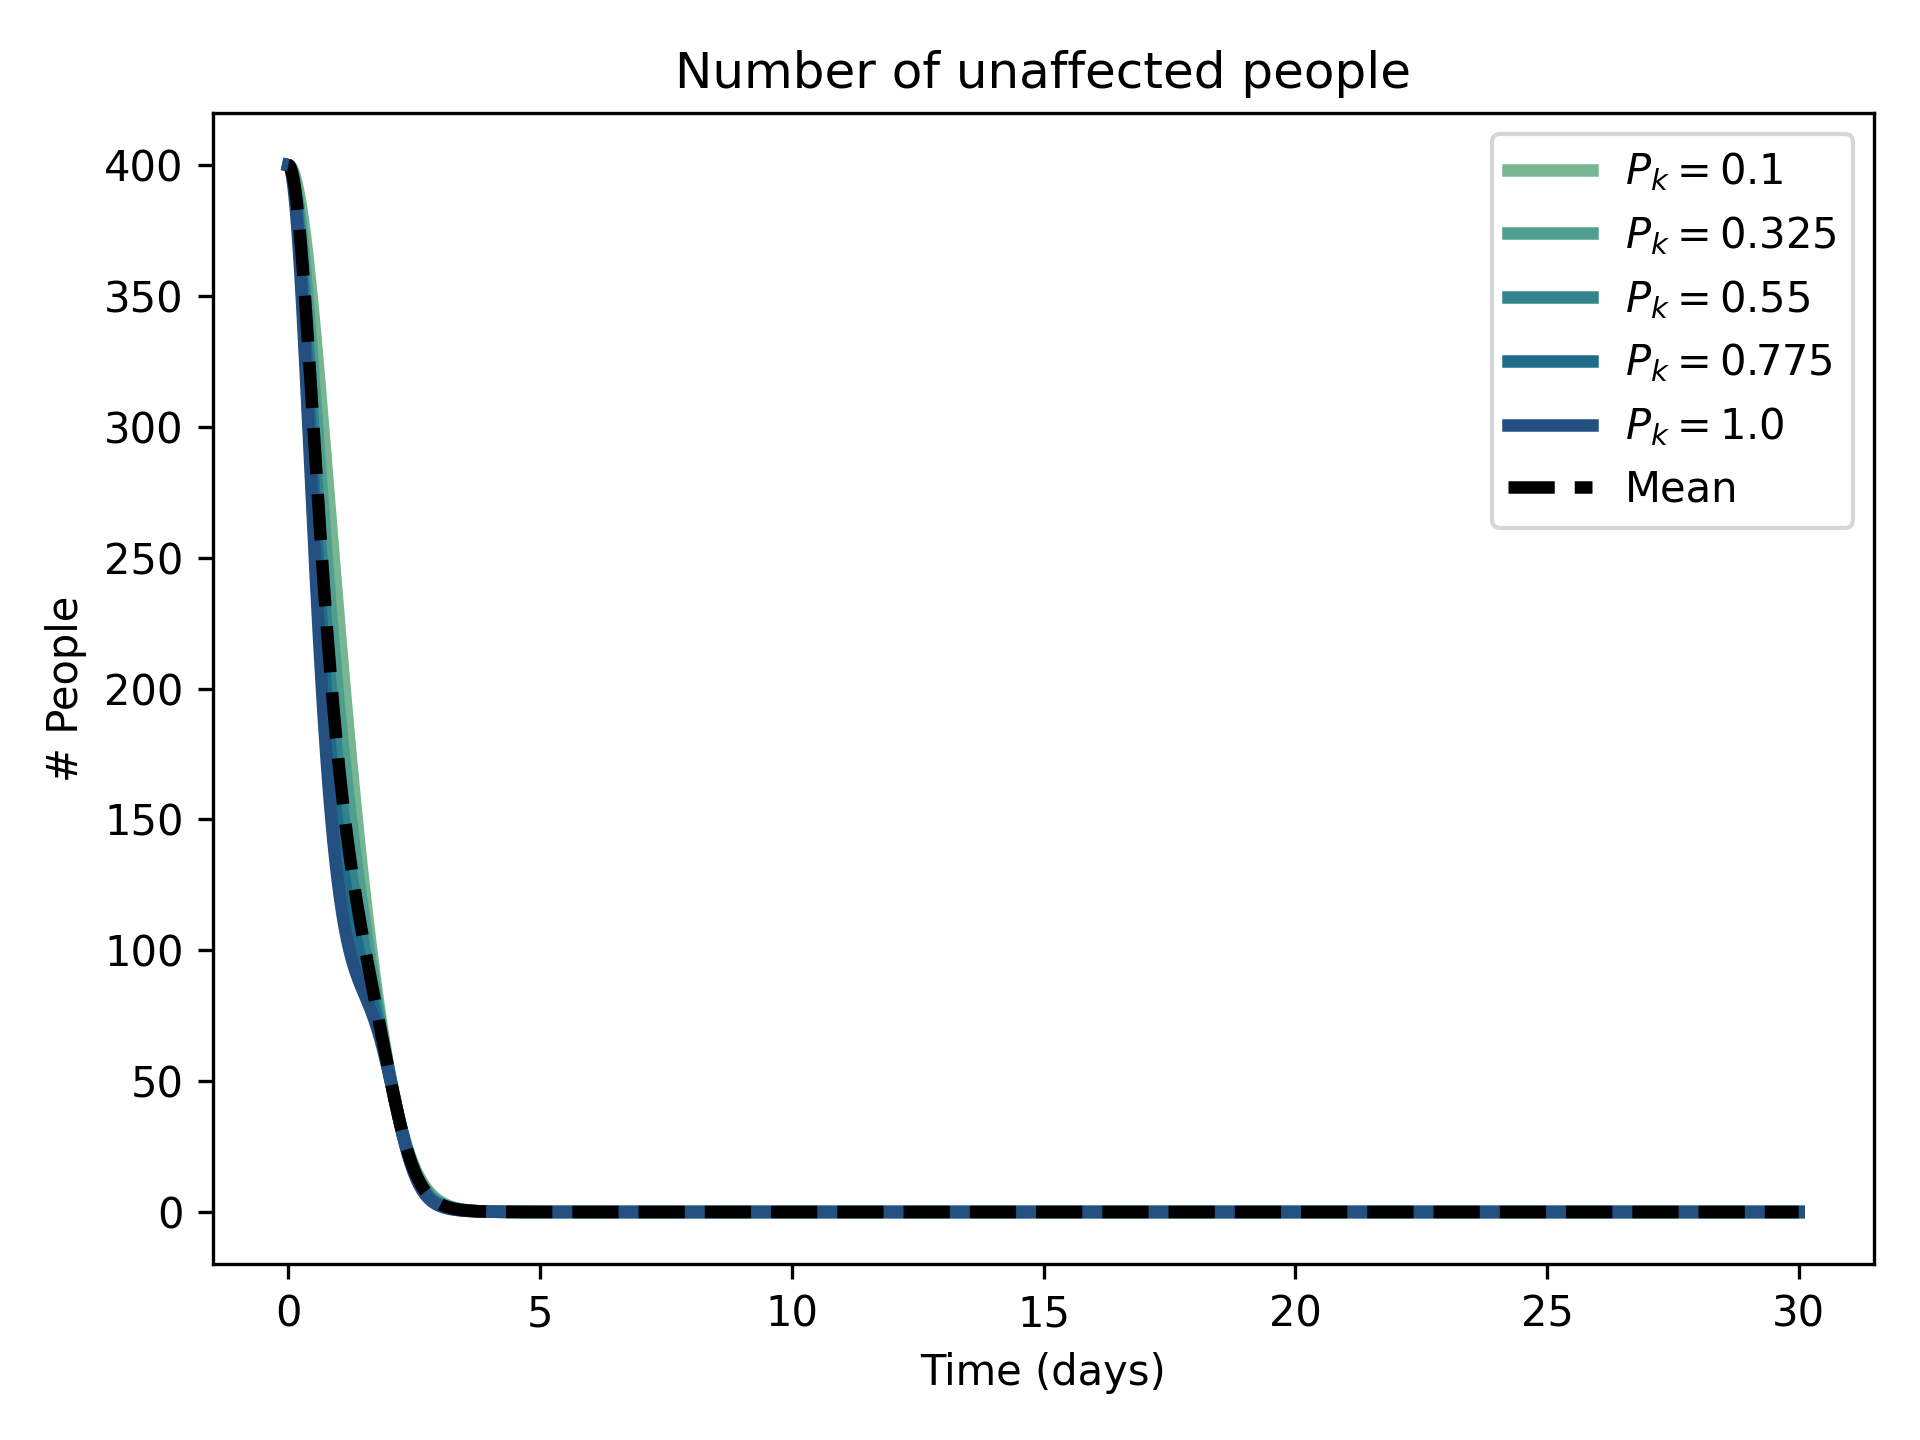 Number of unaffected people
# People
400
350
300
250
200
150
100
50
0
0 5 10 15 20 25 30
Time (days)
P_k = 0.1
P_k = 0.325
P_k = 0.55
P_k = 0.775
P_k = 1.0
Mean